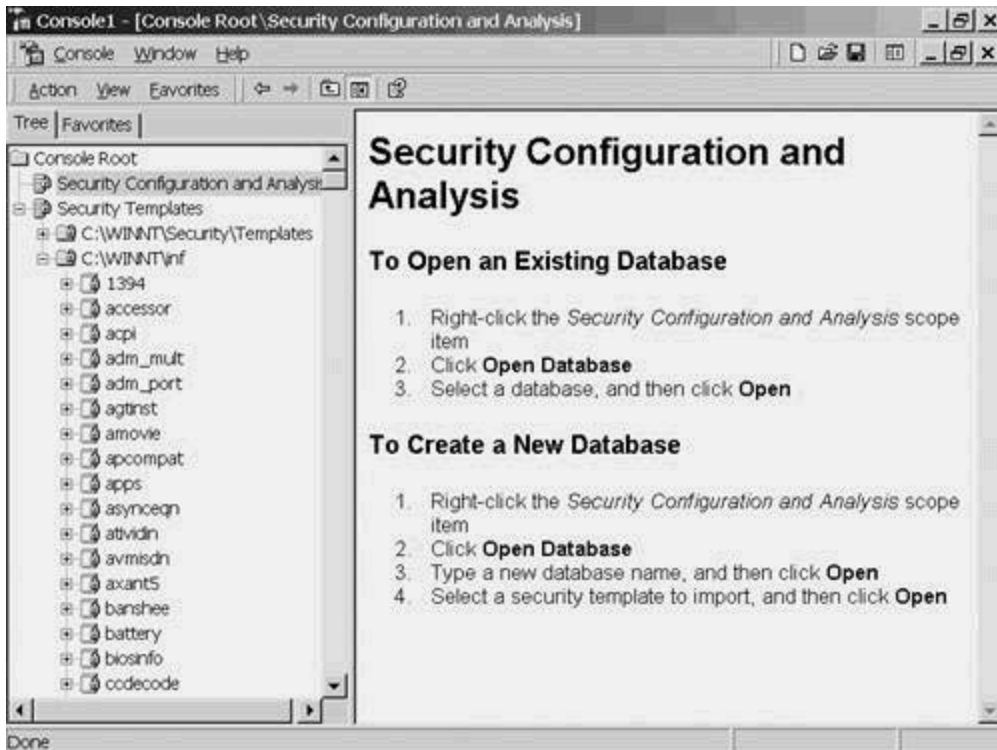 Console1 - [Console Root\Security Configuration and Analysis]
Console Window Help
Action View Favorites
Tree Favorites
Console Root
Security Configuration and Analysis
Security Templates
C:\WINNT\Security\Templates
C:\WINNT\inf
1394
accessor
acpi
adm_mult
adm_port
agtinst
amovie
apcompat
apps
asynceqn
atividin
avmisdn
axant5
banshee
battery
biosinfo
ccdecode
Security Configuration and
Analysis
To Open an Existing Database
1. Right-click the Security Configuration and Analysis scope
item
2. Click Open Database
3. Select a database, and then click Open
To Create a New Database
1. Right-click the Security Configuration and Analysis scope
item
2. Click Open Database
3. Type a new database name, and then click Open
4. Select a security template to import, and then click Open
Done